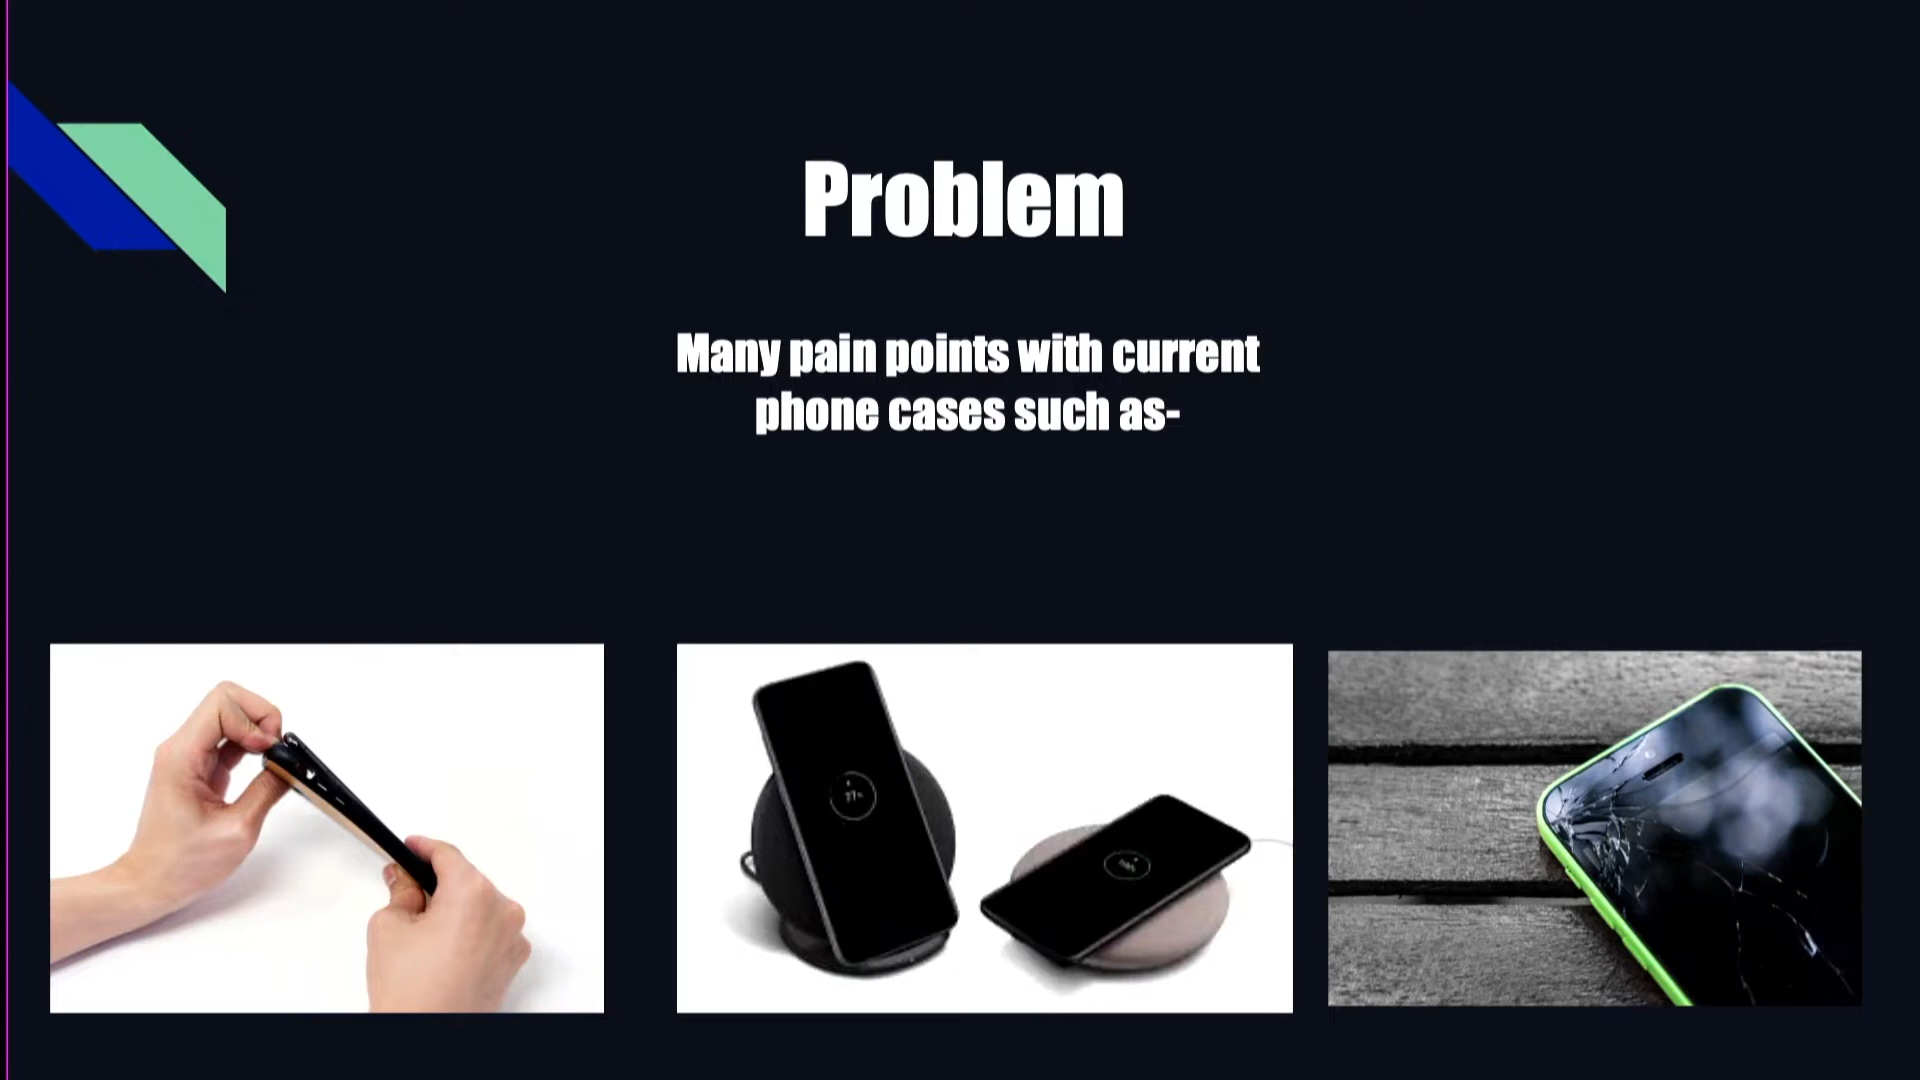 Problem
Many pain points with current
phone cases such as-